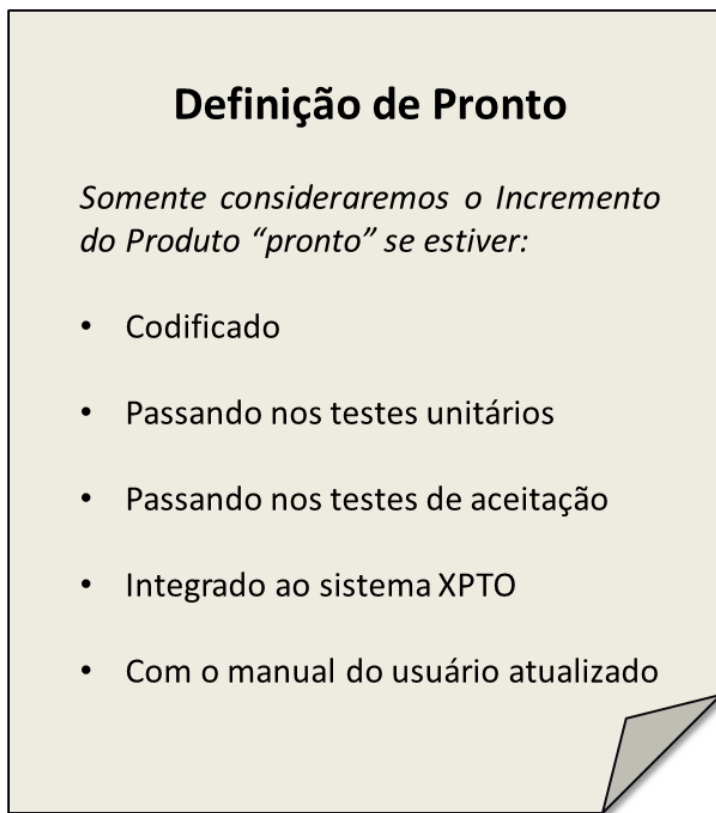 Definição de Pronto
Somente consideraremos o Incremento
do Produto “pronto” se estiver:
• Codificado
• Passando nos testes unitários
• Passando nos testes de aceitação
• Integrado ao sistema XPTO
• Com o manual do usuário atualizado